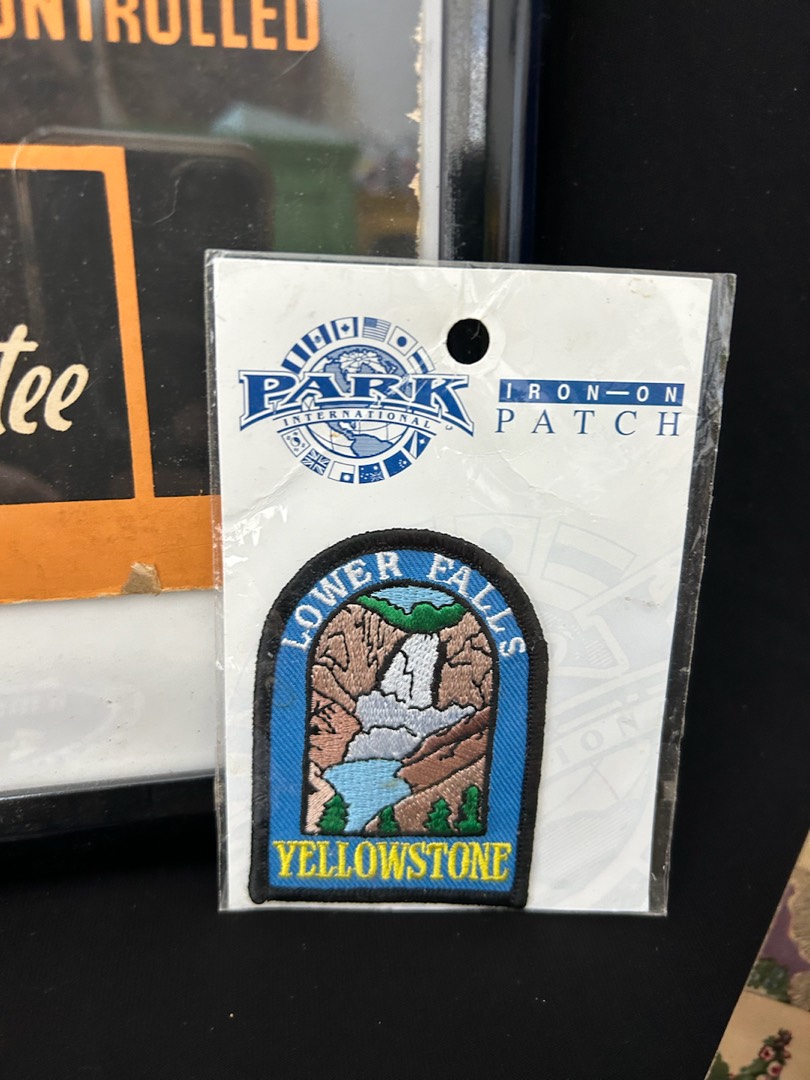 ONTROLLED
tee
PARK
INTERNATIONAL
IRON—ON
PATCH
LOWER FALLS
YELLOWSTONE